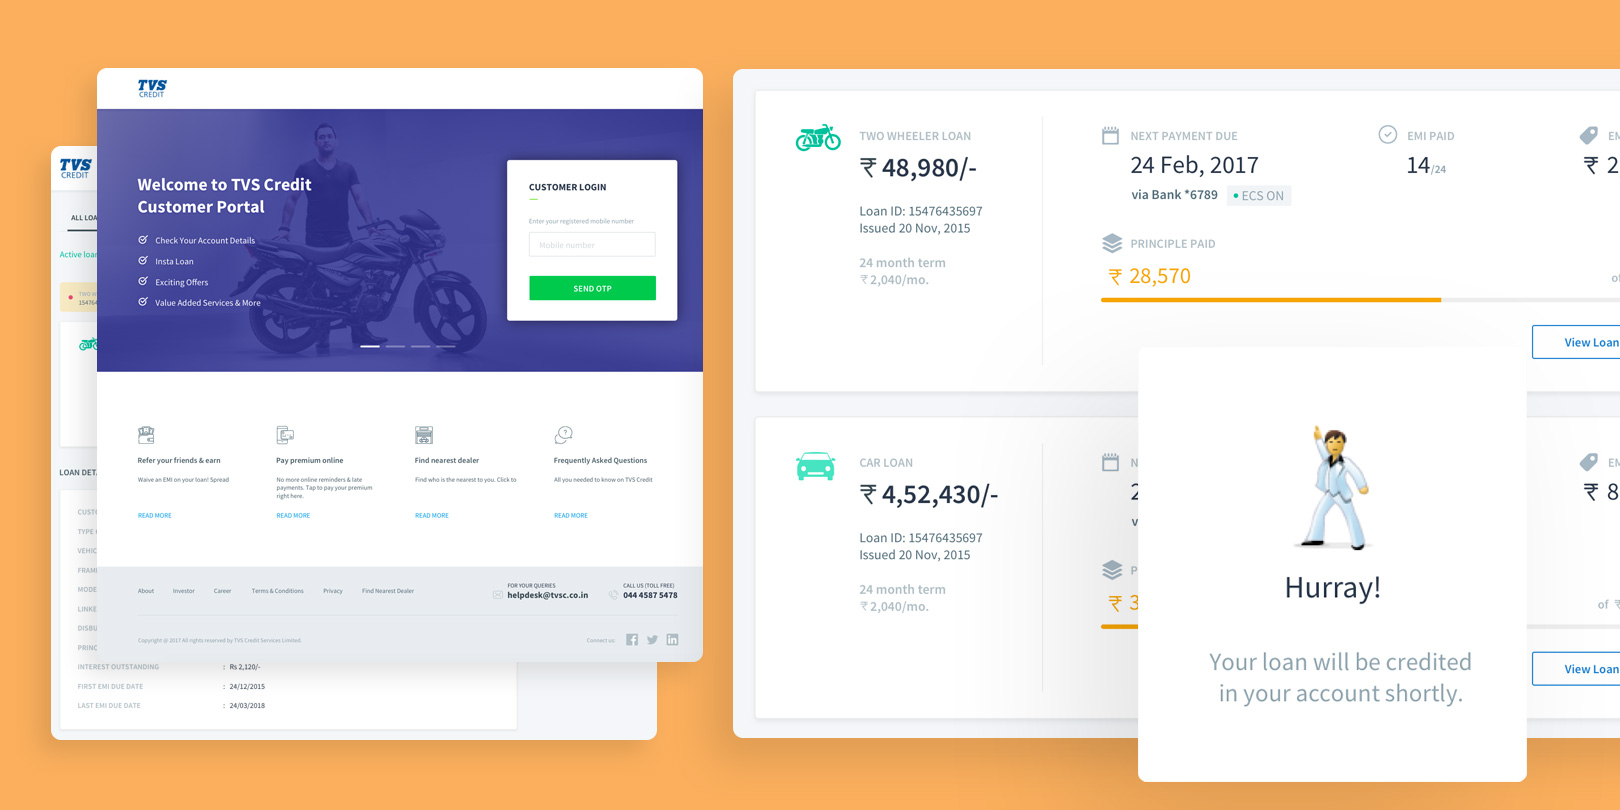 TVS
CREDIT
Welcome to TVS Credit
Customer Portal
Check Your Account Details
Insta Loan
Exciting Offers
Value Added Services & More
CUSTOMER LOGIN
Enter your registered mobile number
Mobile number
SEND OTP
Refer your friends & earn
Waive an EMI on your loan! Spread
READ MORE
Pay premium online
No more online reminders & late
payments. Tap to pay your premium
right here.
READ MORE
Find nearest dealer
Find who is the nearest to you. Click to
READ MORE
Frequently Asked Questions
All you needed to know on TVS Credit
READ MORE
About Investor Career Terms & Conditions Privacy Find Nearest Dealer
FOR YOUR QUERIES
helpdesk@tvsc.co.in
CALL US (TOLL FREE)
044 4587 5478
Copyright @ 2017 All rights reserved by TVS Credit Services Limited.
Connect us:
TVS
CREDIT
ALL LOA
Active loan
TWO W
15476
LOAN DET
CUSTO
TYPE
VEHIC
FRAM
MODE
LINKE
DISBU
PRINC
INTEREST OUTSTANDING : Rs 2,120/-
FIRST EMI DUE DATE : 24/12/2015
LAST EMI DUE DATE : 24/03/2018
TWO WHEELER LOAN
₹ 48,980/-
Loan ID: 15476435697
Issued 20 Nov, 2015
24 month term
₹2,040/mo.
NEXT PAYMENT DUE
24 Feb, 2017
via Bank *6789
ECS ON
EMI PAID
14/24
EM
₹ 2
PRINCIPLE PAID
₹ 28,570
of
View Loan
CAR LOAN
₹ 4,52,430/-
Loan ID: 15476435697
Issued 20 Nov, 2015
24 month term
₹2,040/mo.
N
2
v
P
₹ 3
EM
₹ 8
of ₹
View Loan
Hurray!
Your loan will be credited
in your account shortly.